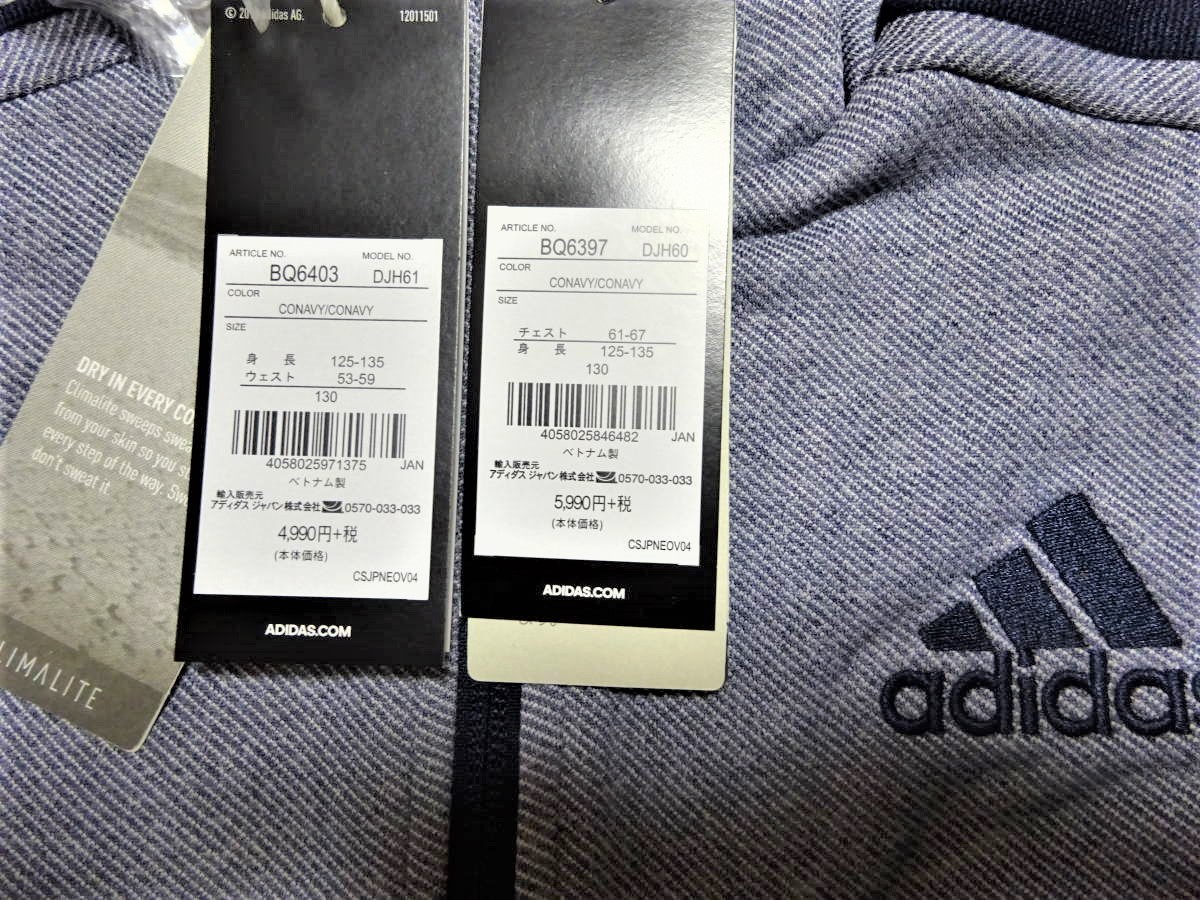 © 20 adidas AG.
12011501
ARTICLE NO. MODEL NO.
BQ6403 DJH61
COLOR
CONAVY/CONAVY
SIZE
身 長 125-135
ウェスト 53-59
130
4058025971375 JAN
ベトナム製
輸入販売元
アディダス ジャパン株式会社 0570-033-033
4,990円+税
(本体価格)
CSJPNEOV04
ADIDAS.COM
ARTICLE NO. MODEL NO.
BQ6397 DJH60
COLOR
CONAVY/CONAVY
SIZE
チェスト 61-67
身 長 125-135
130
4058025846482 JAN
ベトナム製
輸入販売元
アディダス ジャパン株式会社 0570-033-033
5,990円+税
(本体価格)
CSJPNEOV04
ADIDAS.COM
DRY IN EVERY
Climalite sweeps
from your skin so you
every step of the way.
don't sweat it.
LIMALITE
adidas